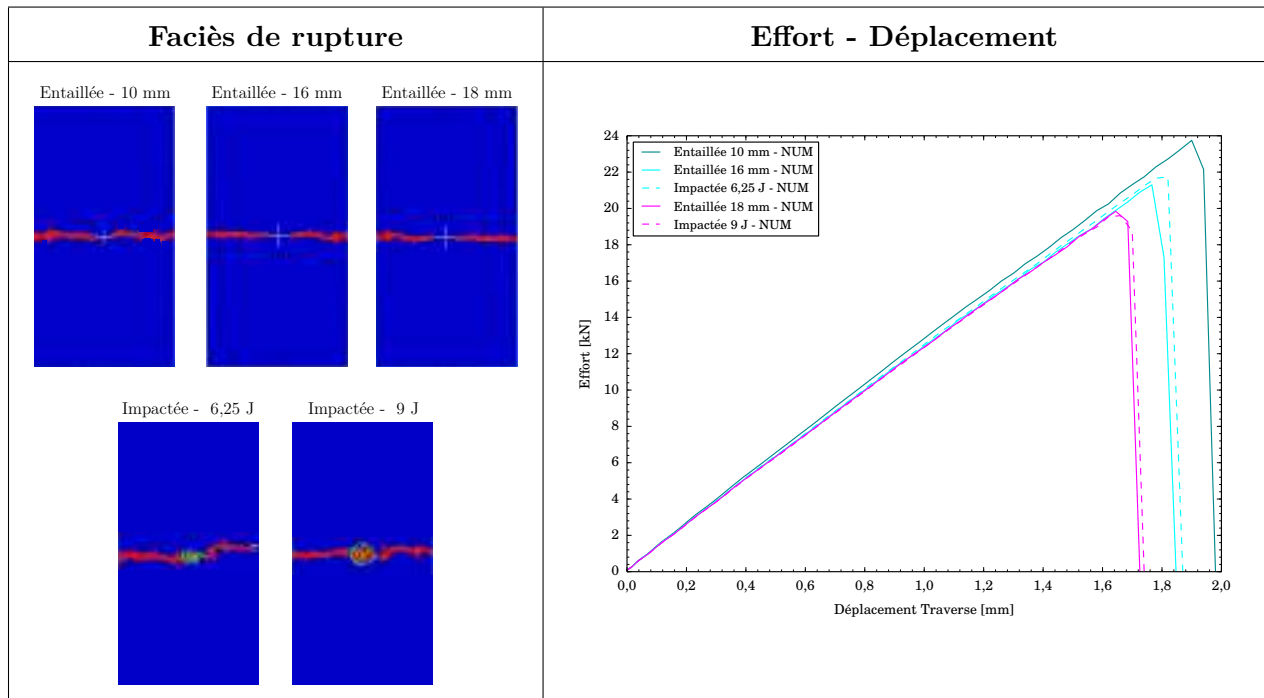 Faciès de rupture
Effort - Déplacement
Entaillée - 10 mm
Entaillée - 16 mm
Entaillée - 18 mm
Impactée -  6,25 J
Impactée -  9 J
Effort [kN]
24
22
20
18
16
14
12
10
8
6
4
2
0
Entaillée 10 mm - NUM
Entaillée 16 mm - NUM
Impactée 6,25 J - NUM
Entaillée 18 mm - NUM
Impactée 9 J - NUM
0,0 0,2 0,4 0,6 0,8 1,0 1,2 1,4 1,6 1,8 2,0
Déplacement Traverse [mm]